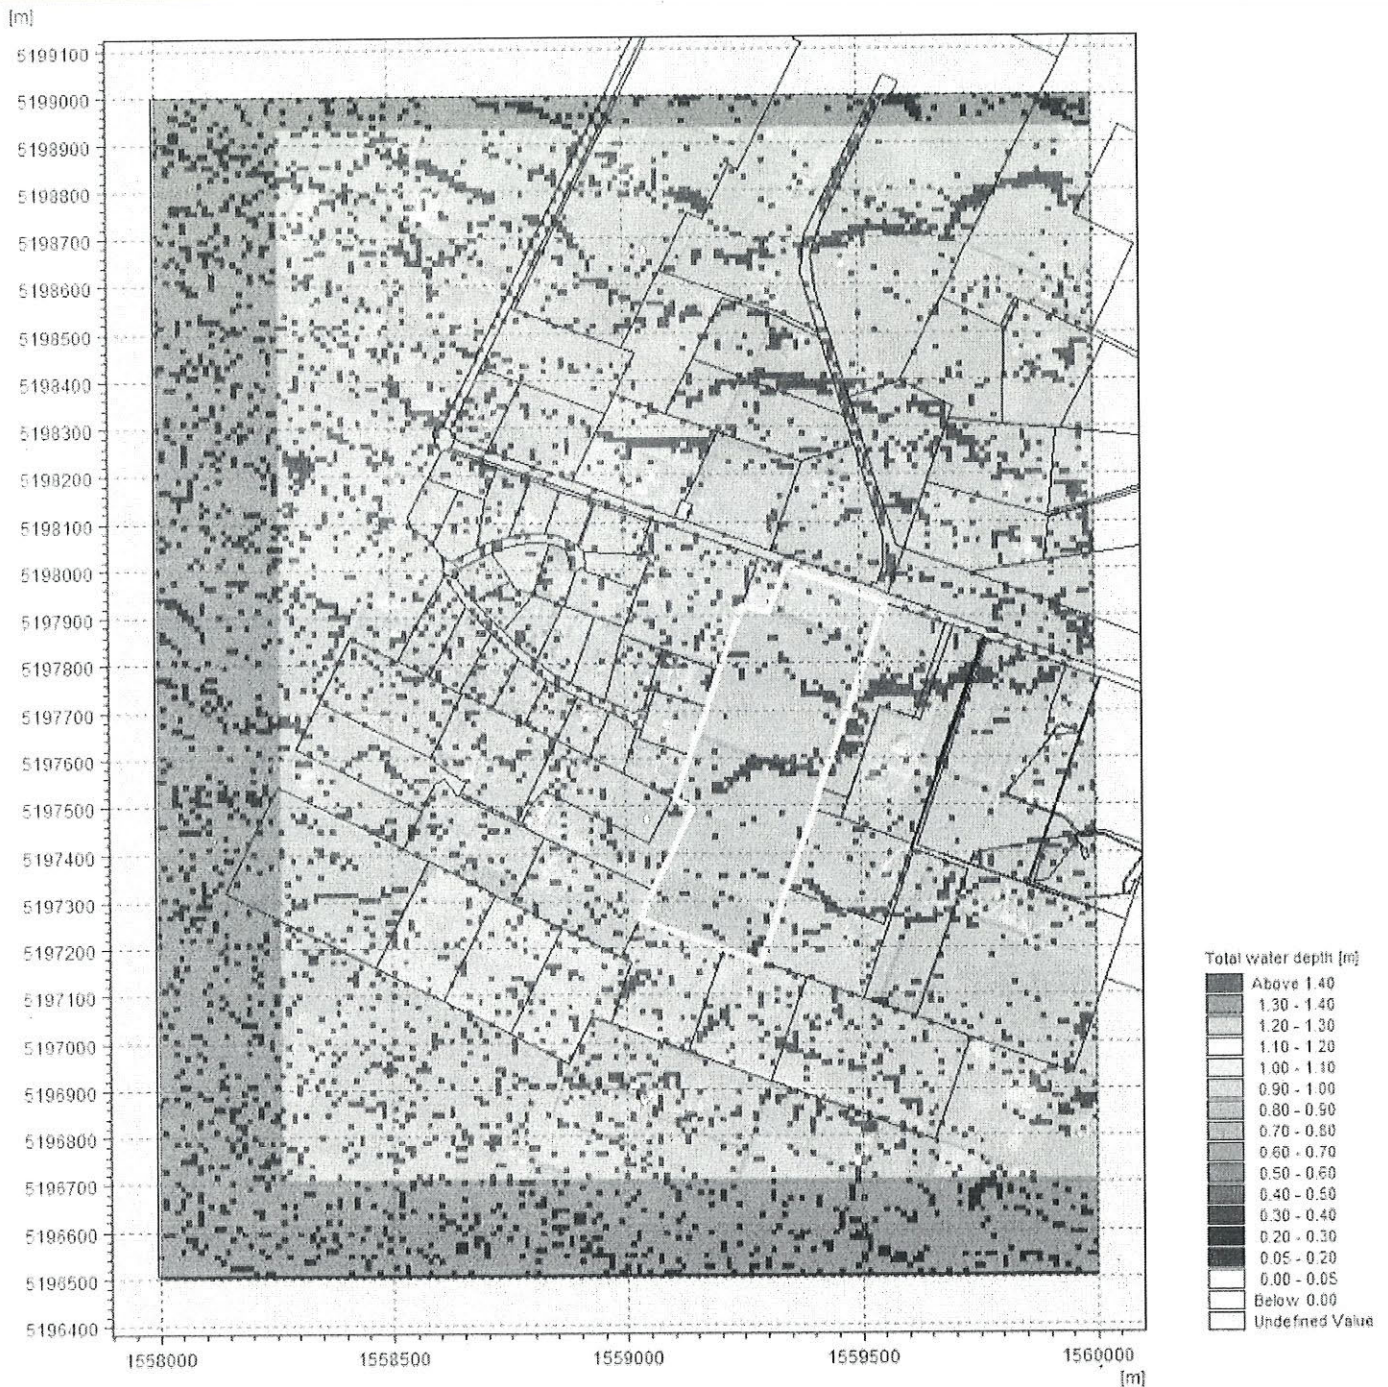 [m]
5199100
5199000
5198900
5198800
5198700
5198600
5198500
5198400
5198300
5198200
5198100
5198000
5197900
5197800
5197700
5197600
5197500
5197400
5197300
5197200
5197100
5197000
5196900
5196800
5196700
5196600
5196500
5196400
1558000
1558500
1559000
1559500
1560000
[m]
Total water depth [m]
Above 1.40
1.30 - 1.40
1.20 - 1.30
1.10 - 1.20
1.00 - 1.10
0.90 - 1.00
0.80 - 0.90
0.70 - 0.80
0.60 - 0.70
0.50 - 0.60
0.40 - 0.50
0.30 - 0.40
0.20 - 0.30
0.05 - 0.20
0.00 - 0.05
Below 0.00
Undefined Value